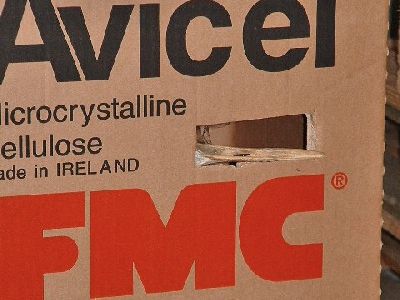 Avicel
icrocrystalline
ellulose
ade in IRELAND
FMC®